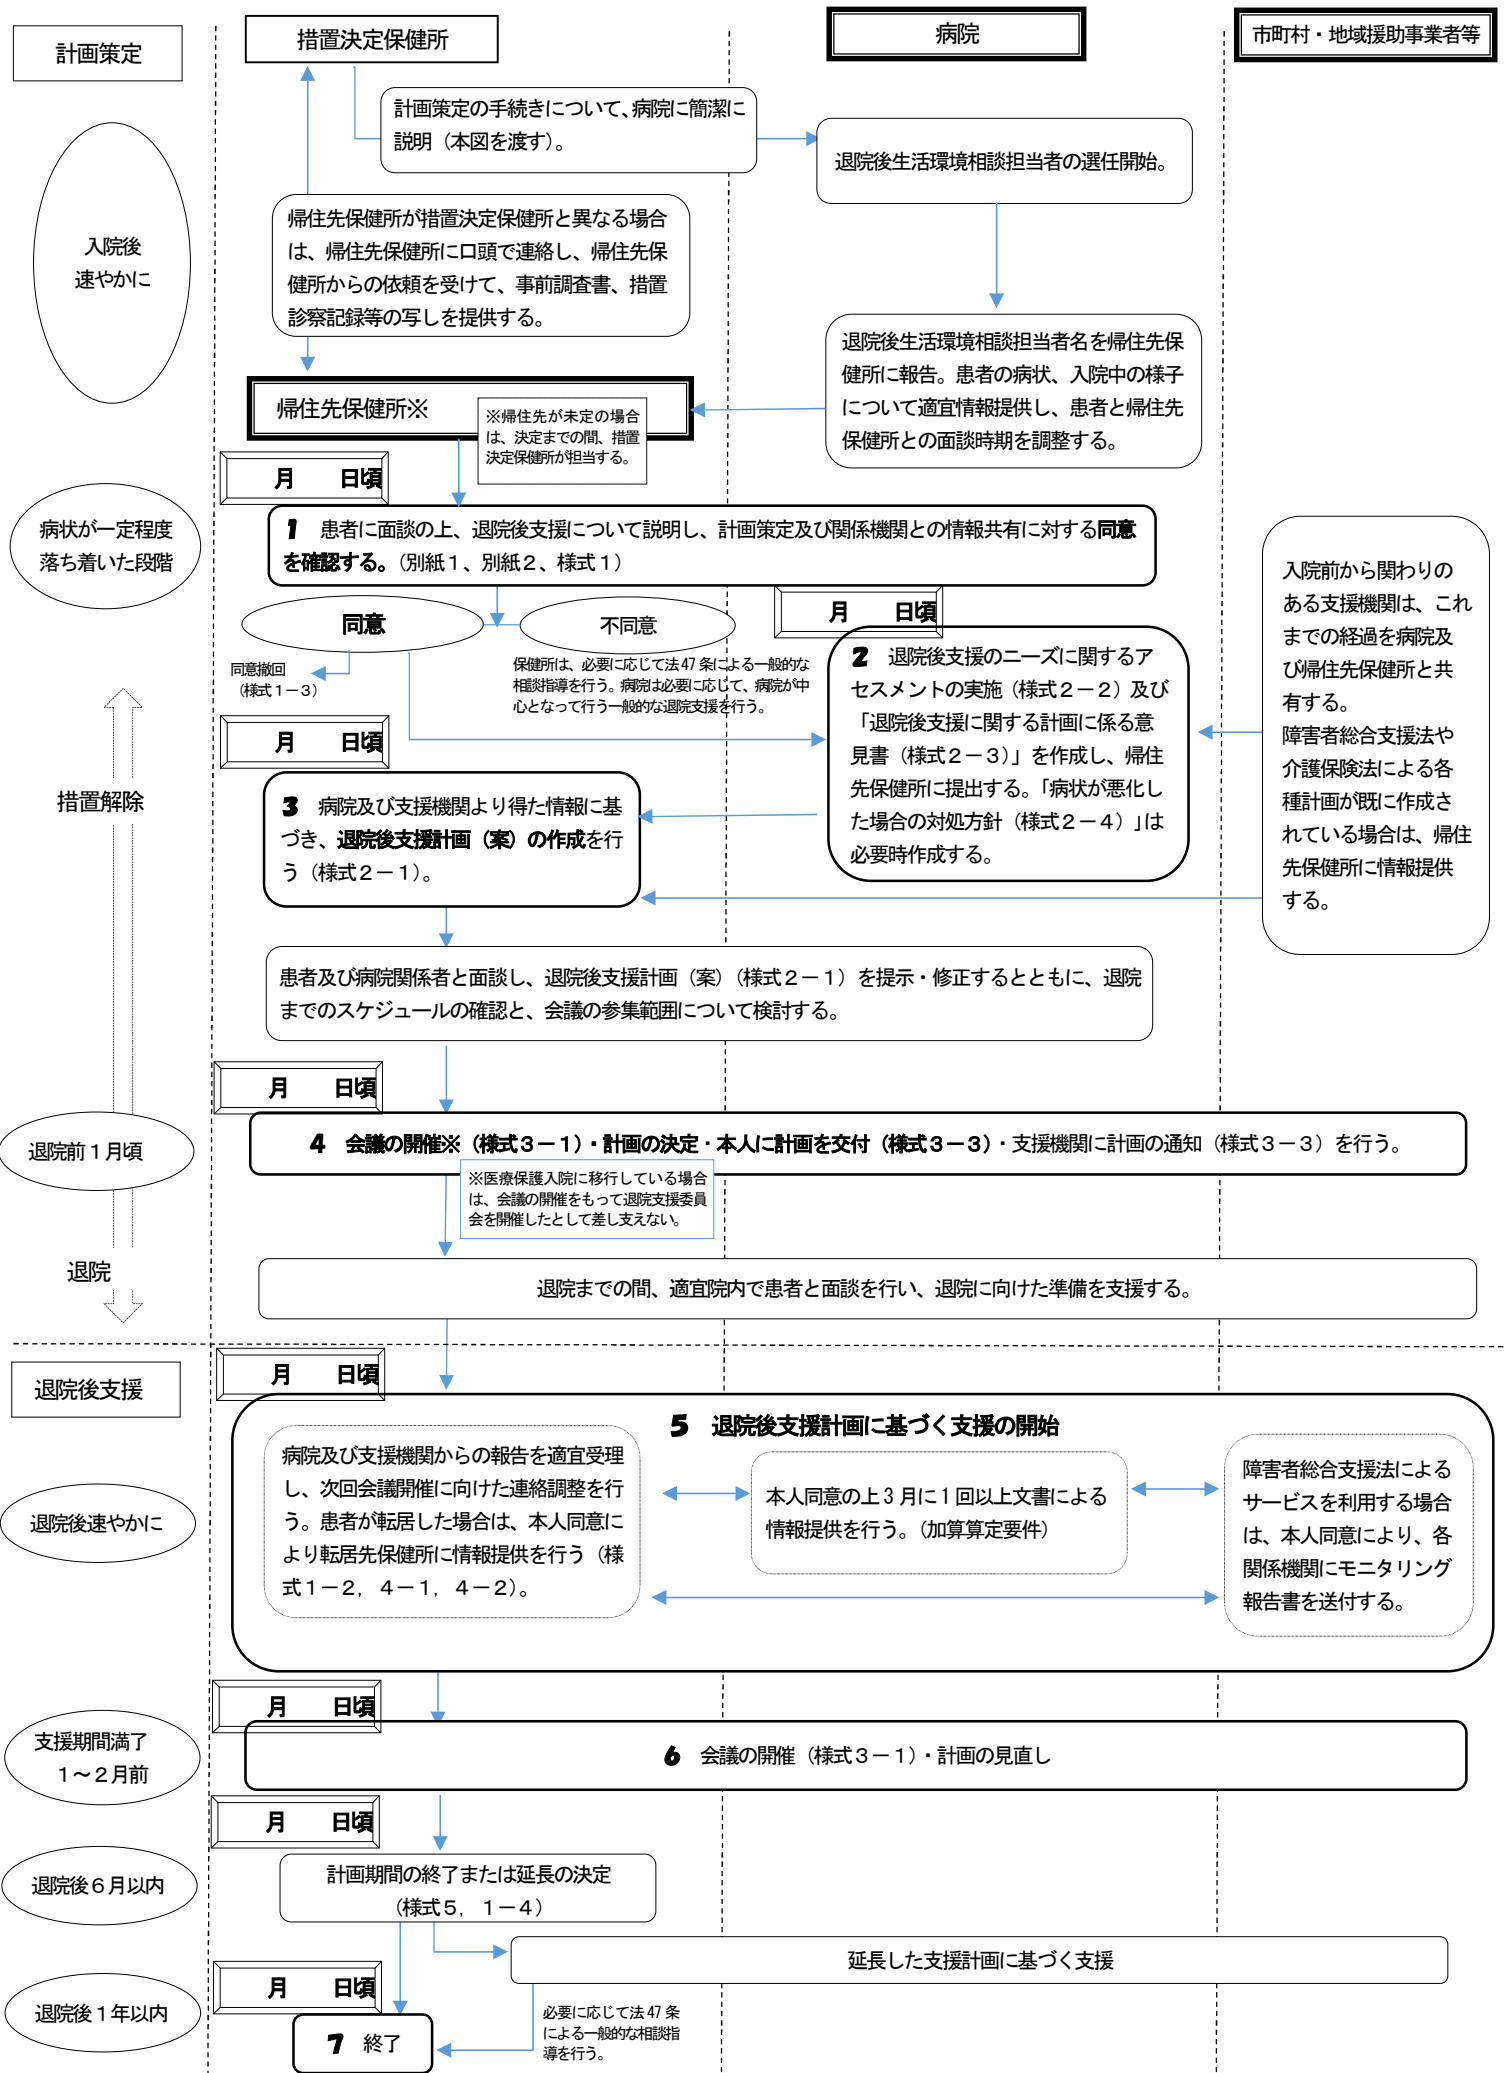 計画策定
措置決定保健所
病院
市町村・地域援助事業者等
計画策定の手続きについて、病院に簡潔に
説明（本図を渡す）。
退院後生活環境相談担当者の選任開始。
入院後
速やかに
帰住先保健所が措置決定保健所と異なる場合
は、帰住先保健所に口頭で連絡し、帰住先保
健所からの依頼を受けて、事前調査書、措置
診察記録等の写しを提供する。
退院後生活環境相談担当者名を帰住先保
健所に報告。患者の病状、入院中の様子
について適宜情報提供し、患者と帰住先
保健所との面談時期を調整する。
帰住先保健所※
※帰住先が未定の場合
は、決定までの間、措置
決定保健所が担当する。
月　　日頃
病状が一定程度
落ち着いた段階
1　患者に面談の上、退院後支援について説明し、計画策定及び関係機関との情報共有に対する同意
を確認する。（別紙１、別紙２、様式１）
同意
不同意
月　　日頃
同意撤回
（様式１－３）
保健所は、必要に応じて法 47 条による一般的な
相談指導を行う。病院は必要に応じて、病院が中
心となって行う一般的な退院支援を行う。
2　退院後支援のニーズに関するア
セスメントの実施（様式２－２）及び
「退院後支援に関する計画に係る意
見書（様式２－３）」を作成し、帰住
先保健所に提出する。「病状が悪化し
た場合の対処方針（様式２－４）」は
必要時作成する。
入院前から関わりの
ある支援機関は、これ
までの経過を病院及
び帰住先保健所と共
有する。
障害者総合支援法や
介護保険法による各
種計画が既に作成さ
れている場合は、帰住
先保健所に情報提供
する。
月　　日頃
措置解除
3　病院及び支援機関より得た情報に基
づき、退院後支援計画（案）の作成を行
う（様式２－１）。
患者及び病院関係者と面談し、退院後支援計画（案）（様式２－１）を提示・修正するとともに、退院
までのスケジュールの確認と、会議の参集範囲について検討する。
月　　日頃
退院前１月頃
4　会議の開催※（様式３－１）・計画の決定・本人に計画を交付（様式３－３）・支援機関に計画の通知（様式３－３）を行う。
※医療保護入院に移行している場合
は、会議の開催をもって退院支援委員
会を開催したとして差し支えない。
退院
退院までの間、適宜院内で患者と面談を行い、退院に向けた準備を支援する。
月　　日頃
退院後支援
5　退院後支援計画に基づく支援の開始
退院後速やかに
病院及び支援機関からの報告を適宜受理
し、次回会議開催に向けた連絡調整を行
う。患者が転居した場合は、本人同意に
より転居先保健所に情報提供を行う（様
式１－２，４－１，４－２）。
本人同意の上 3 月に 1 回以上文書による
情報提供を行う。（加算算定要件）
障害者総合支援法による
サービスを利用する場合
は、本人同意により、各
関係機関にモニタリング
報告書を送付する。
月　　日頃
支援期間満了
１～２月前
6　会議の開催（様式３－１）・計画の見直し
月　　日頃
退院後６月以内
計画期間の終了または延長の決定
（様式５，１－４）
延長した支援計画に基づく支援
月　　日頃
退院後１年以内
必要に応じて法 47 条
による一般的な相談指
導を行う。
7　終了